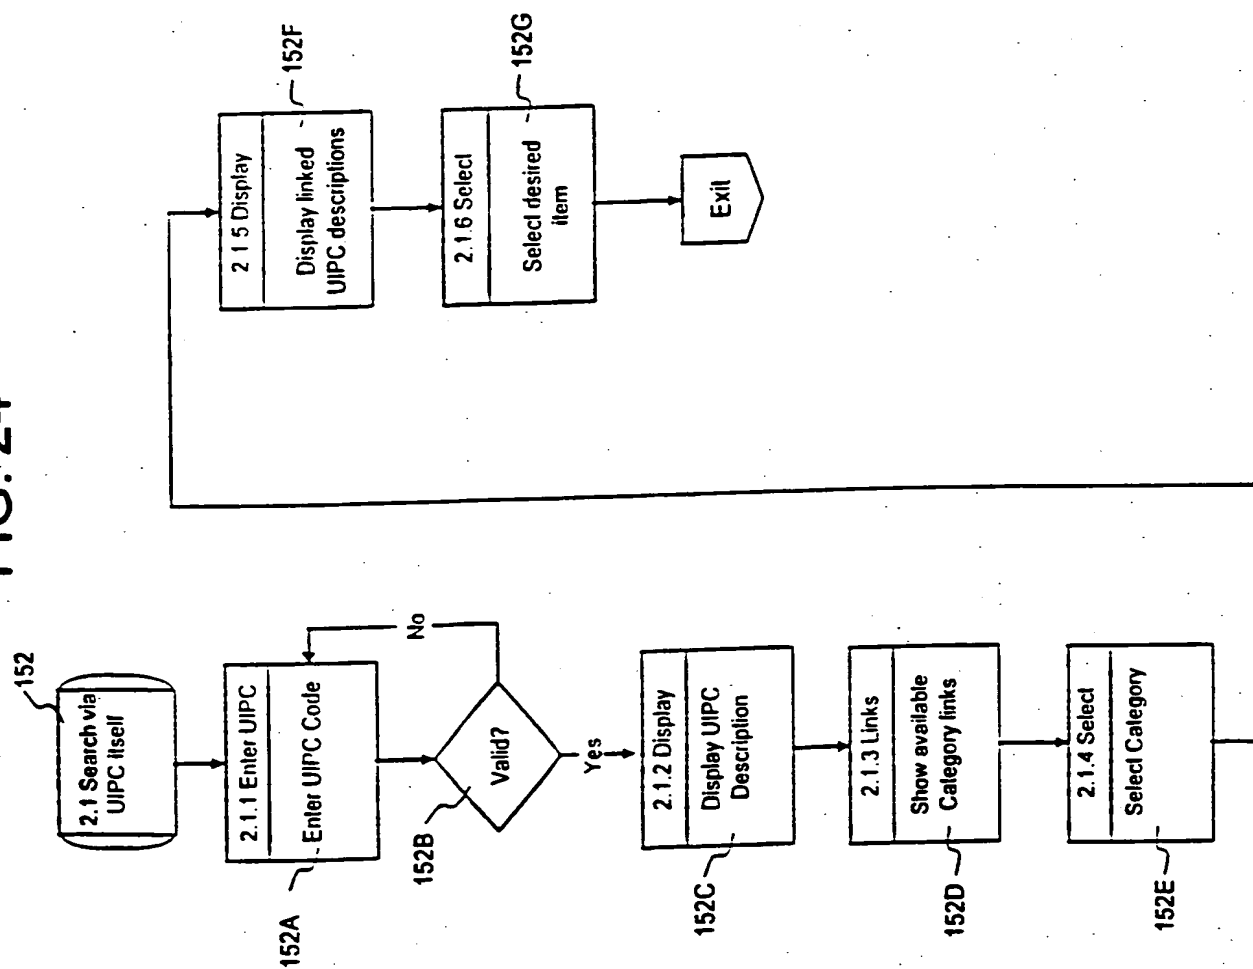 152
2.1 Search via
UIPC Itself
2.1.1 Enter UIPC
Enter UIPC Code
152A
No
Valid?
152B
Yes
2.1.2 Display
Display UIPC
Description
152C
2.1.3 Links
Show available
Category links
152D
2.1.4 Select
Select Category
152E
2 1 5 Display
Display linked
UIPC descriptions
152F
2.1.6 Select
Select desired
item
152G
Exit